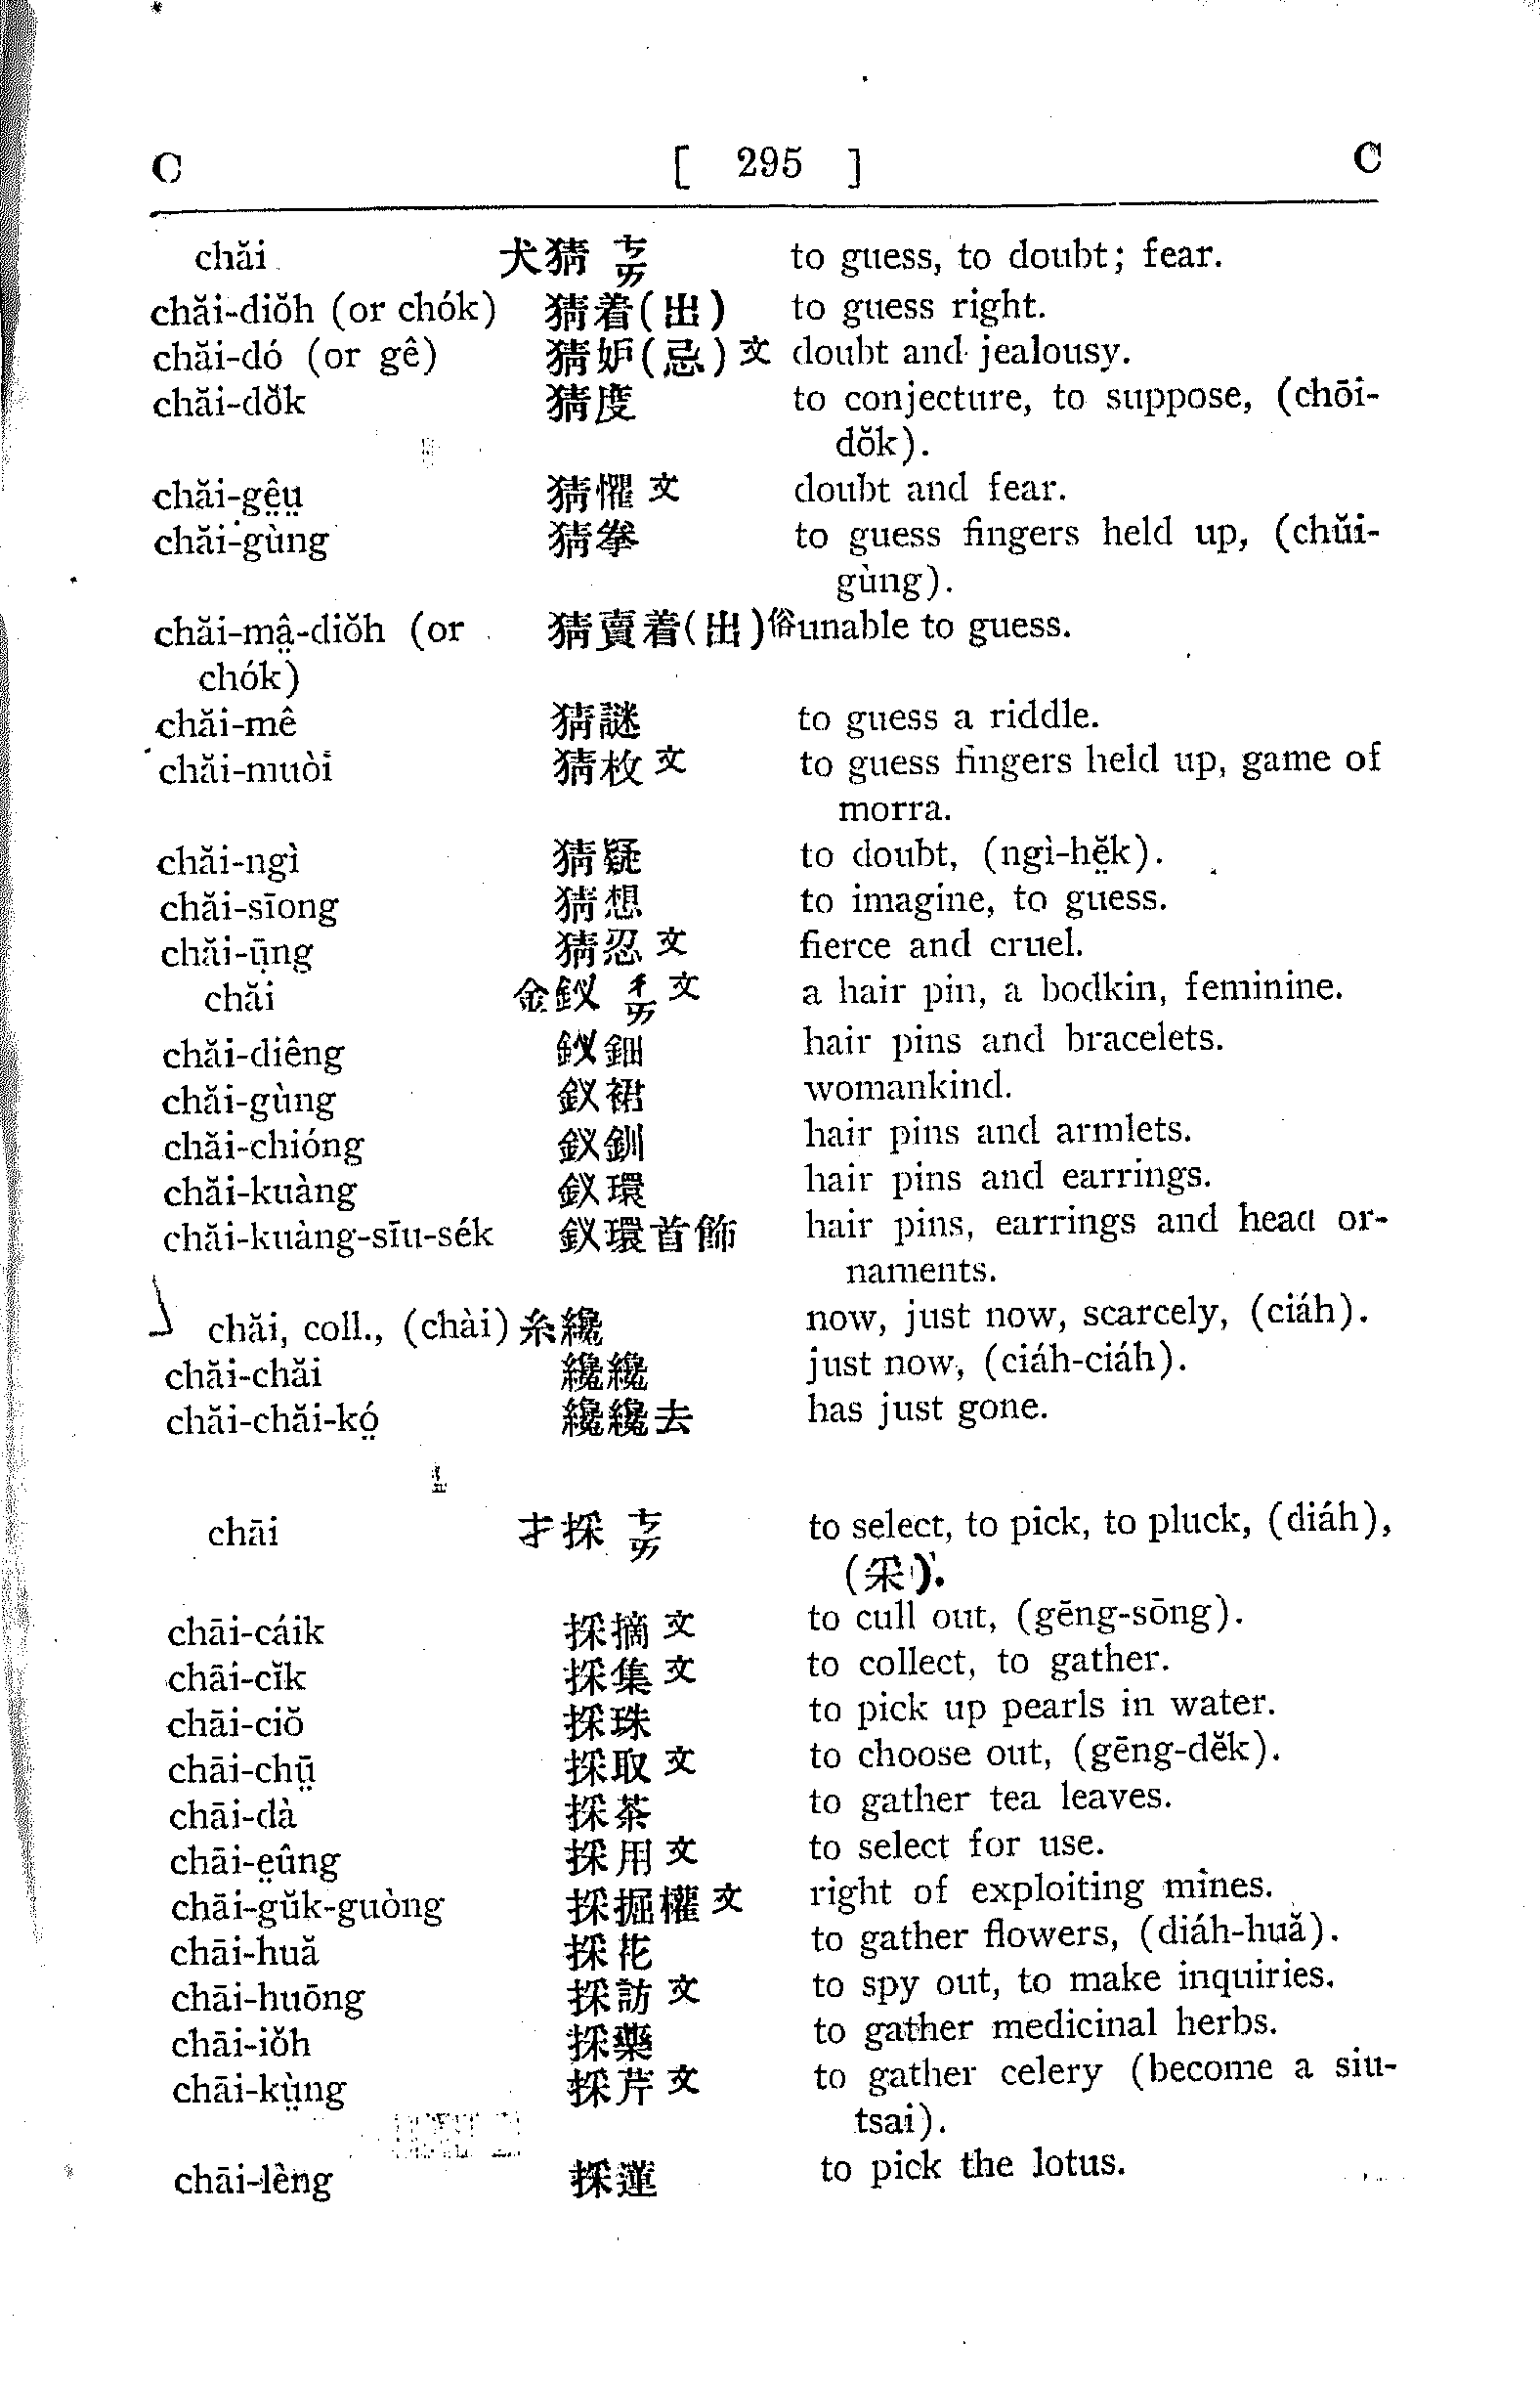 C [ 295 ] C
chăi 犬猜 ㄘㄞ to guess, to doubt; fear.
chăi-diŏh (or chók) 猜着(出) to guess right.
chăi-dó (or gê) 猜妒(忌)文 doubt and jealousy.
chăi-dŏk 猜度 to conjecture, to suppose, (chōi-
dŏk).
chăi-gê̤ṳ 猜懼文 doubt and fear.
chăi-gùng 猜拳 to guess fingers held up, (chŭi-
gùng).
chăi-mâ̤-diŏh (or 猜賣着(出)俗 unable to guess.
chók)
chăi-mê 猜謎 to guess a riddle.
chăi-muòi 猜枚文 to guess fingers held up, game of
morra.
chăi-ngì 猜疑 to doubt, (ngì-hĕ̤k).
chăi-sīong 猜想 to imagine, to guess.
chăi-ṳ̄ng 猜忍文 fierce and cruel.
chăi 金釵 ㄔㄞ文 a hair pin, a bodkin, feminine.
chăi-diêng 釵鈿 hair pins and bracelets.
chăi-gùng 釵裙 womankind.
chăi-chióng 釵釧 hair pins and armlets.
chăi-kuàng 釵環 hair pins and earrings.
chăi-kuàng-sīu-sék 釵環首飾 hair pins, earrings and head or-
naments.
chăi, coll., (chài) 糸纔 now, just now, scarcely, (ciáh).
chăi-chăi 纔纔 just now, (ciáh-ciáh).
chăi-chăi-kó̤ 纔纔去 has just gone.
chāi 才採 ㄘㄞ to select, to pick, to pluck, (diáh),
(采).
chāi-cáik 採摘文 to cull out, (gēng-sōng).
chāi-cĭk 採集文 to collect, to gather.
chāi-ciŏ 採珠 to pick up pearls in water.
chāi-chṳ̄ 採取文 to choose out, (gēng-dĕk).
chāi-dà 採茶 to gather tea leaves.
chāi-e̤ûng 採用文 to select for use.
chāi-gŭk-guòng 採掘權文 right of exploiting mines.
chāi-huă 採花 to gather flowers, (diáh-huă).
chāi-huōng 採訪文 to spy out, to make inquiries.
chāi-iŏh 採藥 to gather medicinal herbs.
chāi-kṳ̀ng 採芹文 to gather celery (become a siu-
tsai).
chāi-lèng 採蓮 to pick the lotus.